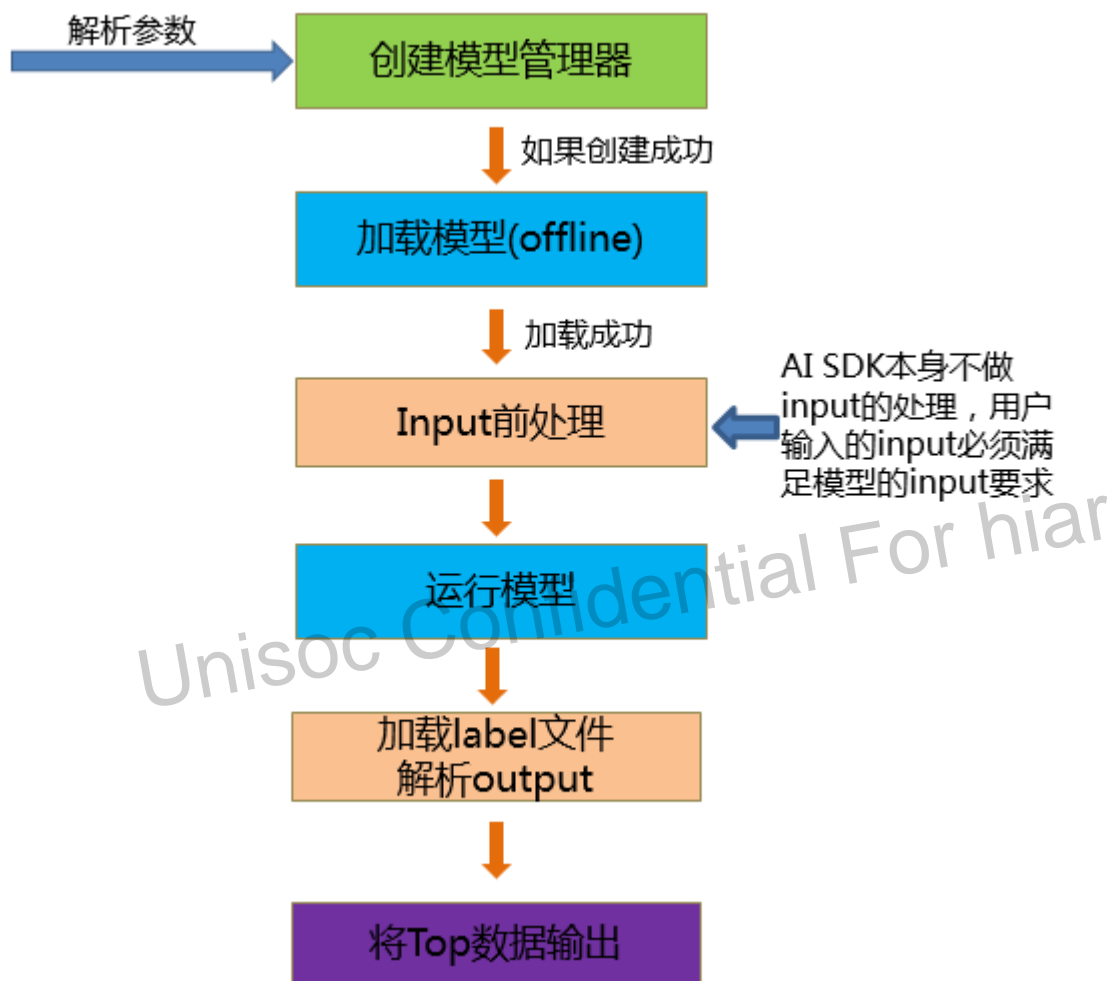 解析参数
创建模型管理器
如果创建成功
加载模型(offline)
加载成功
Input前处理
AI SDK本身不做
input的处理，用户
输入的input必须满
足模型的input要求
运行模型
Unisoc Confidential For hiar
加载label文件
解析output
将Top数据输出